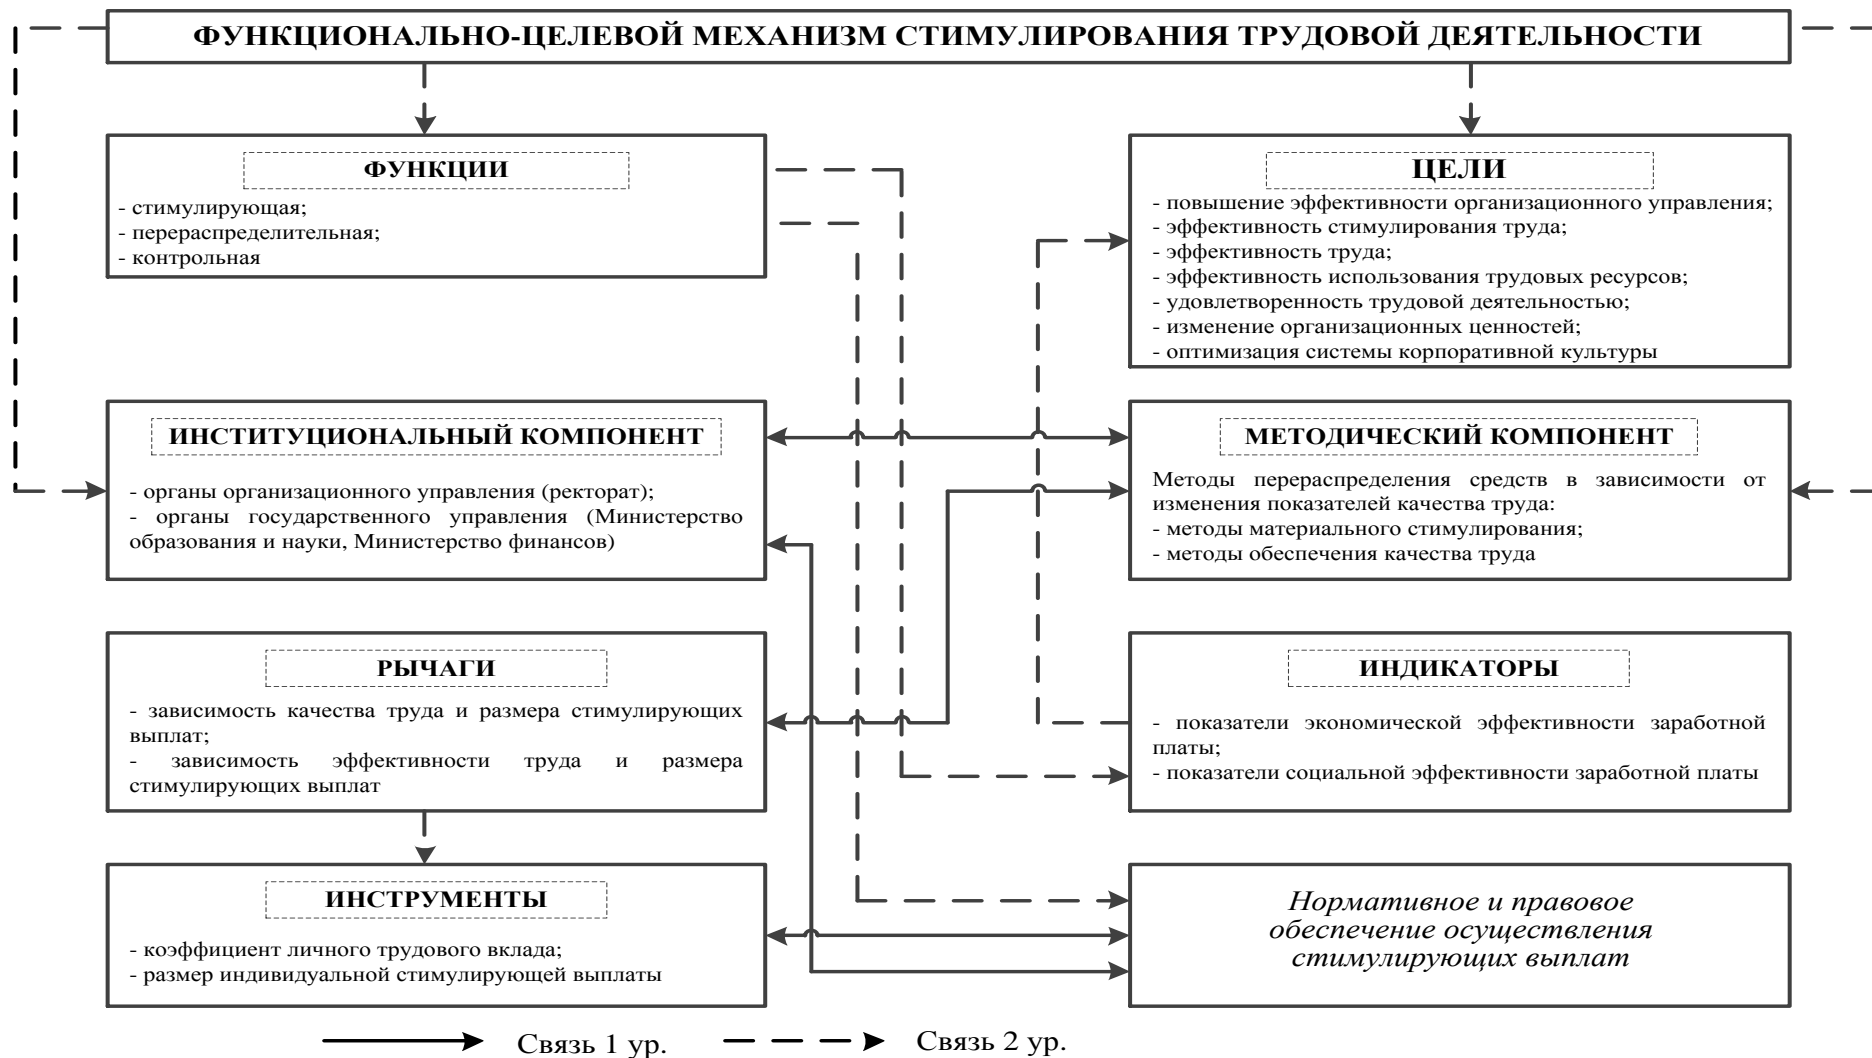 ФУНКЦИОНАЛЬНО-ЦЕЛЕВОЙ МЕХАНИЗМ СТИМУЛИРОВАНИЯ ТРУДОВОЙ ДЕЯТЕЛЬНОСТИ
ФУНКЦИИ
- стимулирующая;
- перераспределительная;
- контрольная
ЦЕЛИ
- повышение эффективности организационного управления;
- эффективность стимулирования труда;
- эффективность труда;
- эффективность использования трудовых ресурсов;
- удовлетворенность трудовой деятельностью;
- изменение организационных ценностей;
- оптимизация системы корпоративной культуры
ИНСТИТУЦИОНАЛЬНЫЙ КОМПОНЕНТ
- органы организационного управления (ректорат);
- органы государственного управления (Министерство
образования и науки, Министерство финансов)
МЕТОДИЧЕСКИЙ КОМПОНЕНТ
Методы перераспределения средств в зависимости от
изменения показателей качества труда:
- методы материального стимулирования;
- методы обеспечения качества труда
РЫЧАГИ
- зависимость качества труда и размера стимулирующих
выплат;
- зависимость эффективности труда и размера
стимулирующих выплат
ИНДИКАТОРЫ
- показатели экономической эффективности заработной
платы;
- показатели социальной эффективности заработной платы
ИНСТРУМЕНТЫ
- коэффициент личного трудового вклада;
- размер индивидуальной стимулирующей выплаты
Нормативное и правовое
обеспечение осуществления
стимулирующих выплат
Связь 1 ур.
Связь 2 ур.